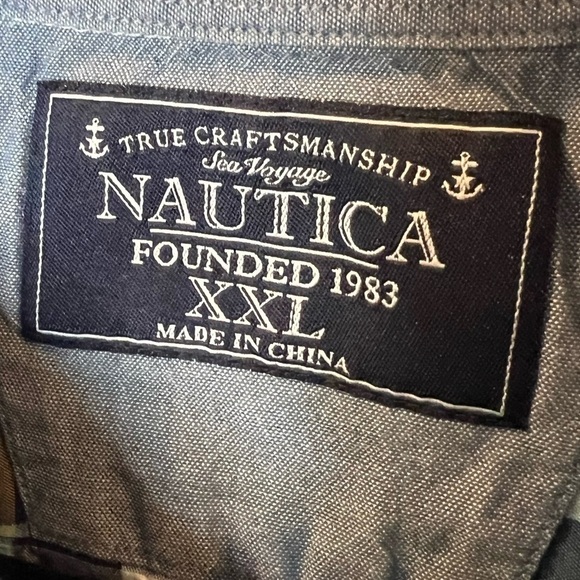 TRUE CRAFTSMANSHIP
Sea Voyage
NAUTICA
FOUNDED 1983
XXL
MADE IN CHINA